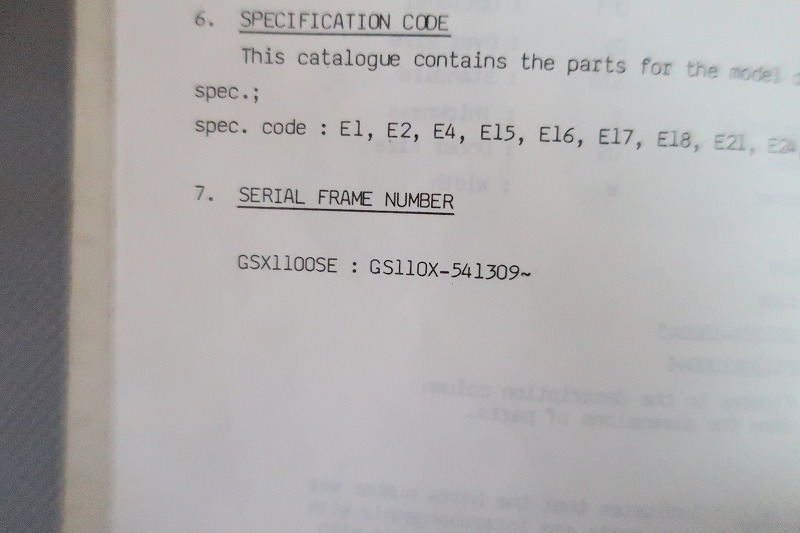 6. SPECIFICATION CODE
This catalogue contains the parts for the model
spec.;
spec. code : E1, E2, E4, E15, E16, E17, E18, E21, E24,
7. SERIAL FRAME NUMBER
GSX1100SE : GS110X-541309~